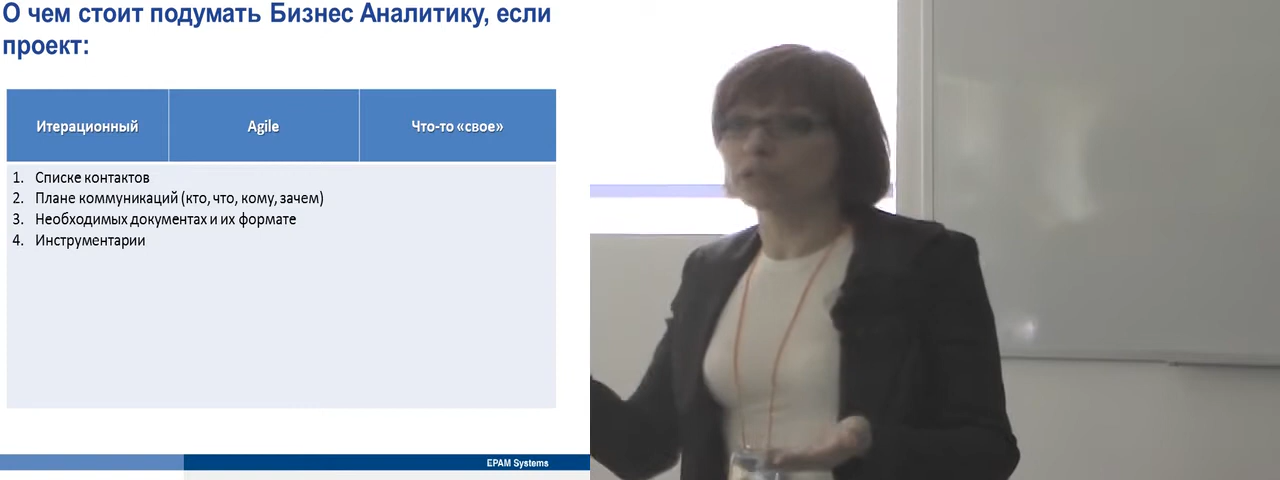 О чем стоит подумать Бизнес Аналитику, если
проект:
Итерационный
Agile
Что-то «свое»
1. Списке контактов
2. Плане коммуникаций (кто, что, кому, зачем)
3. Необходимых документах и их формате
4. Инструментарии
EPAM Systems